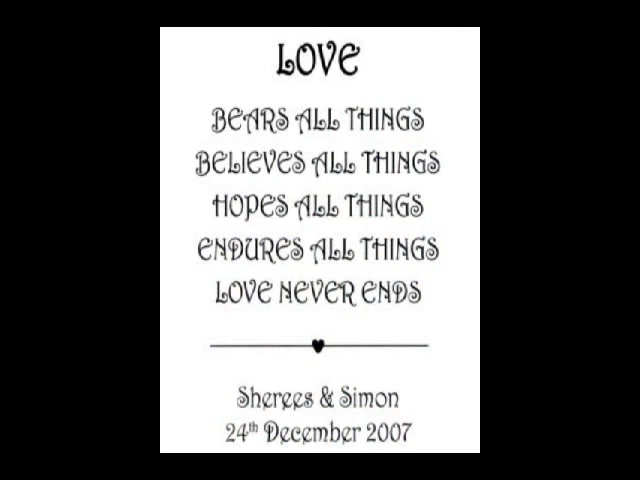 LOVE
BEARS ALL THINGS
BELIEVES ALL THINGS
HOPES ALL THINGS
ENDURES ALL THINGS
LOVE NEVER ENDS
Sherees & Simon
24th December 2007